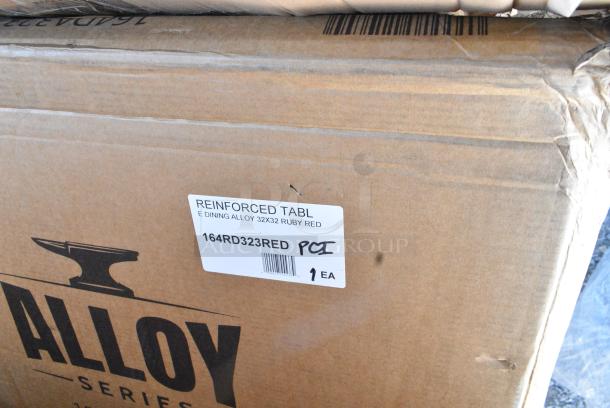 REINFORCED TABL
E DINING ALLOY 32X32 RUBY RED
164RD323RED PCI
1 EA
ALLOY
SERIES